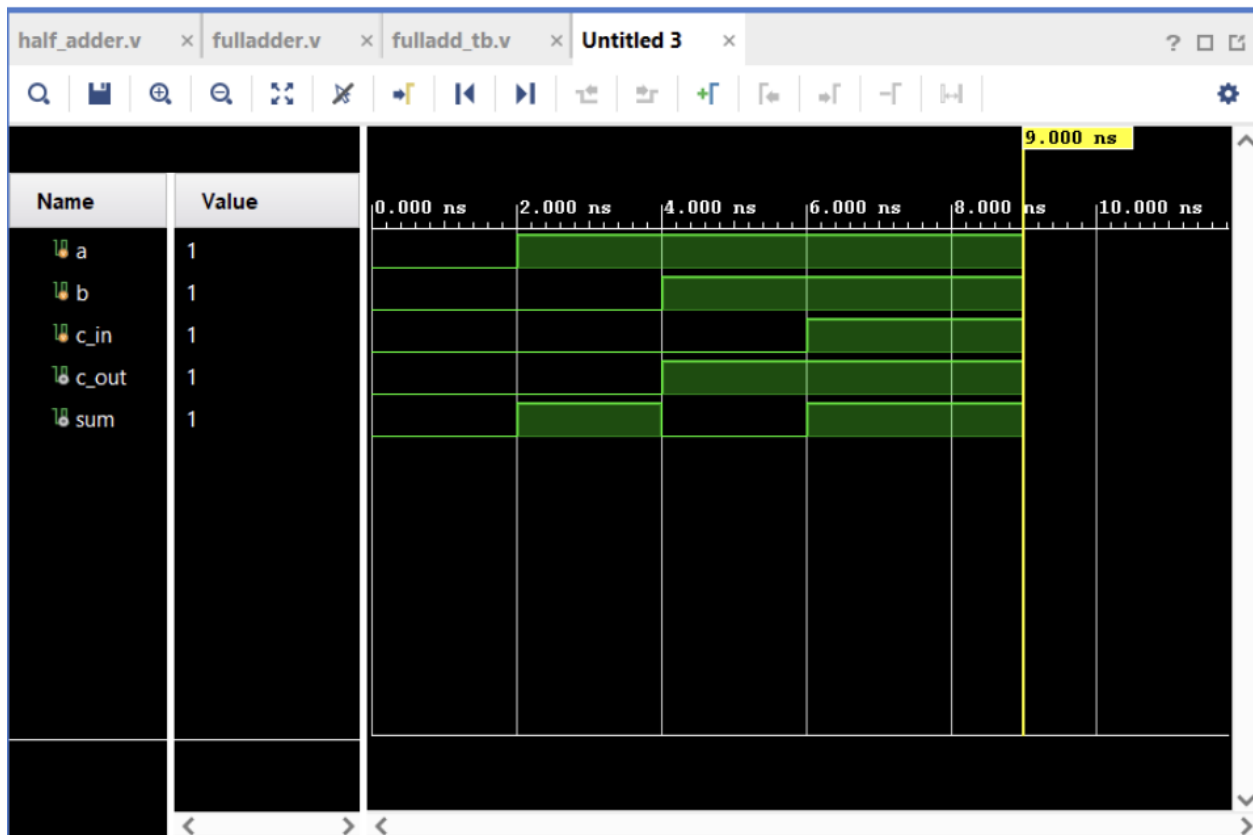 half_adder.v × fulladder.v × fulladd_tb.v × Untitled 3 × ?
9.000 ns
Name Value 0.000 ns 2.000 ns 4.000 ns 6.000 ns 8.000 ns 10.000 ns
a 1
b 1
c_in 1
c_out 1
sum 1